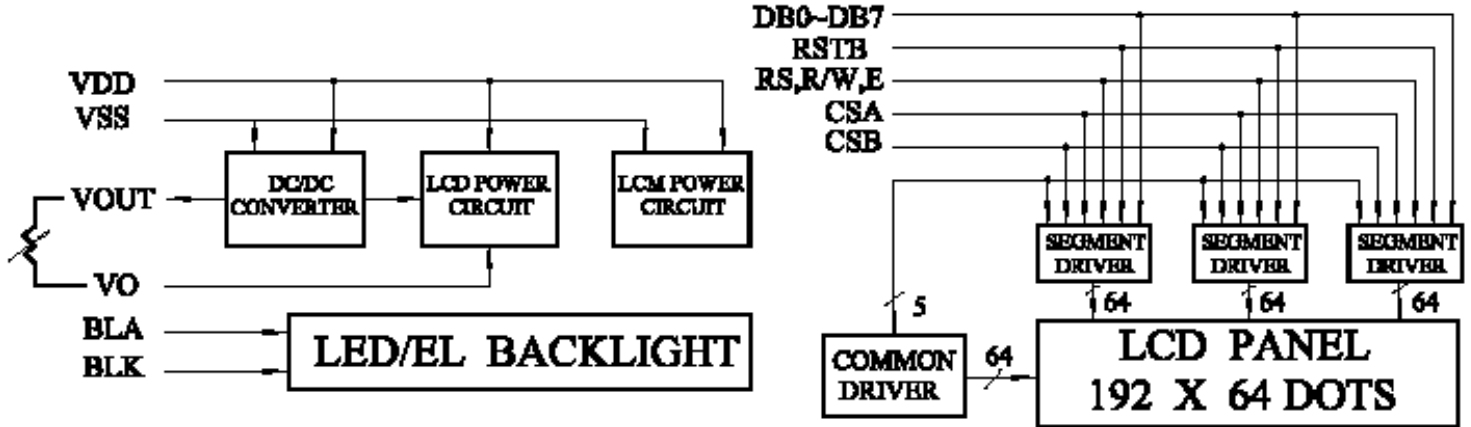 VDD
VSS
DC/DC
CONVERTER
LCD POWER
CIRCUIT
LCM POWER
CIRCUIT
VOUT
VO
BLA
BLK
LED/EL BACKLIGHT
DB0~DB7
RSTB
RS,R/W,E
CSA
CSB
SEGMENT
DRIVER
SEGMENT
DRIVER
SEGMENT
DRIVER
5
64
64
64
COMMON
DRIVER
64
LCD PANEL
192 X 64 DOTS